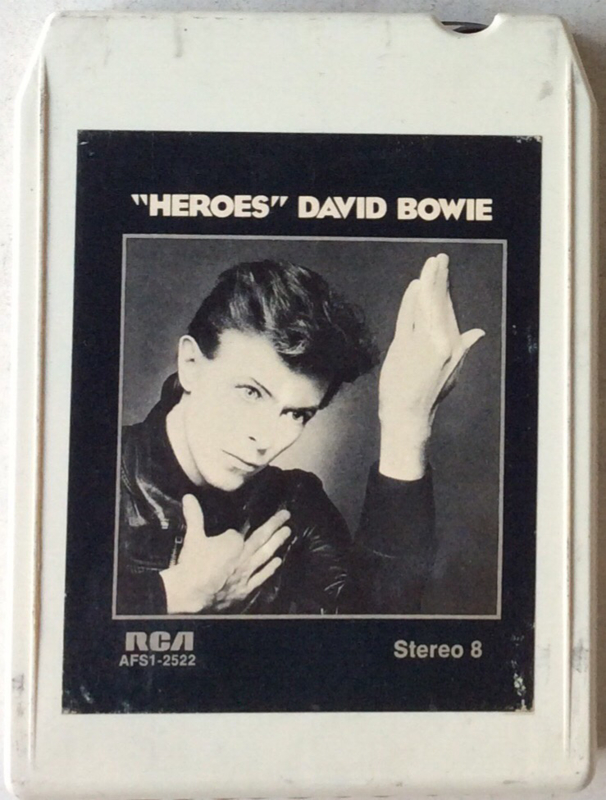 "HEROES" DAVID BOWIE
RCA
AFS1-2522
Stereo 8